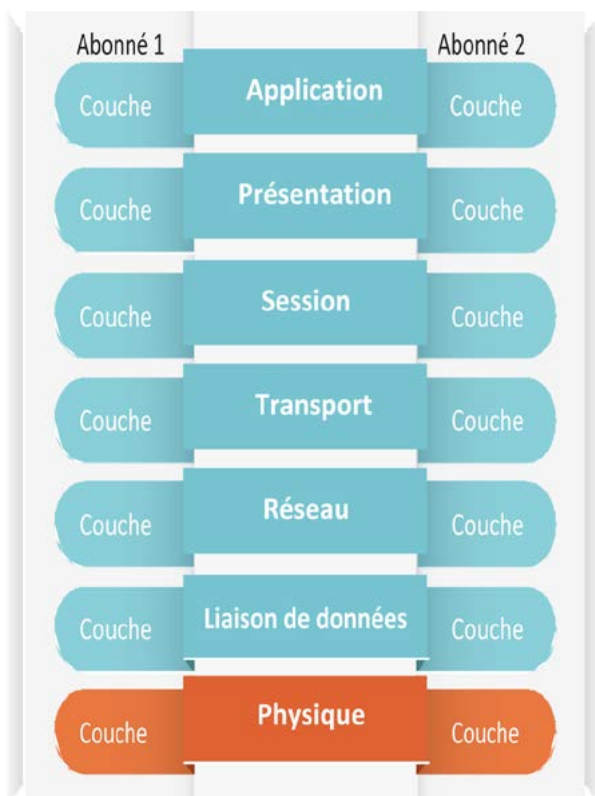 Abonné 1 Abonné 2
Couche Application Couche
Couche Présentation Couche
Couche Session Couche
Couche Transport Couche
Couche Réseau Couche
Couche Liaison de données Couche
Couche Physique Couche